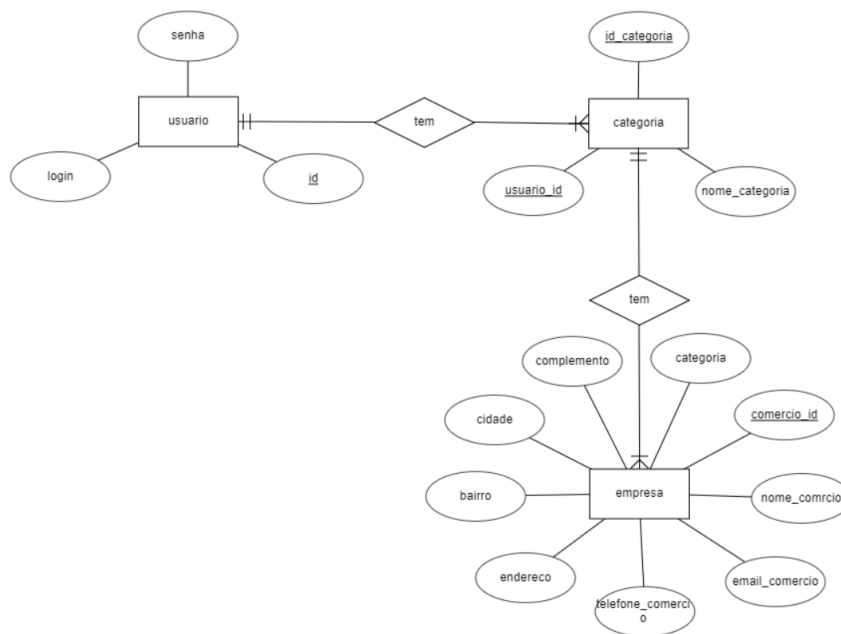 senha
id_categoria
usuario
tem
categoria
login
id
usuario_id
nome_categoria
tem
complemento
categoria
cidade
comercio_id
bairro
empresa
nome_comrcio
endereco
email_comercio
telefone_comerci
o